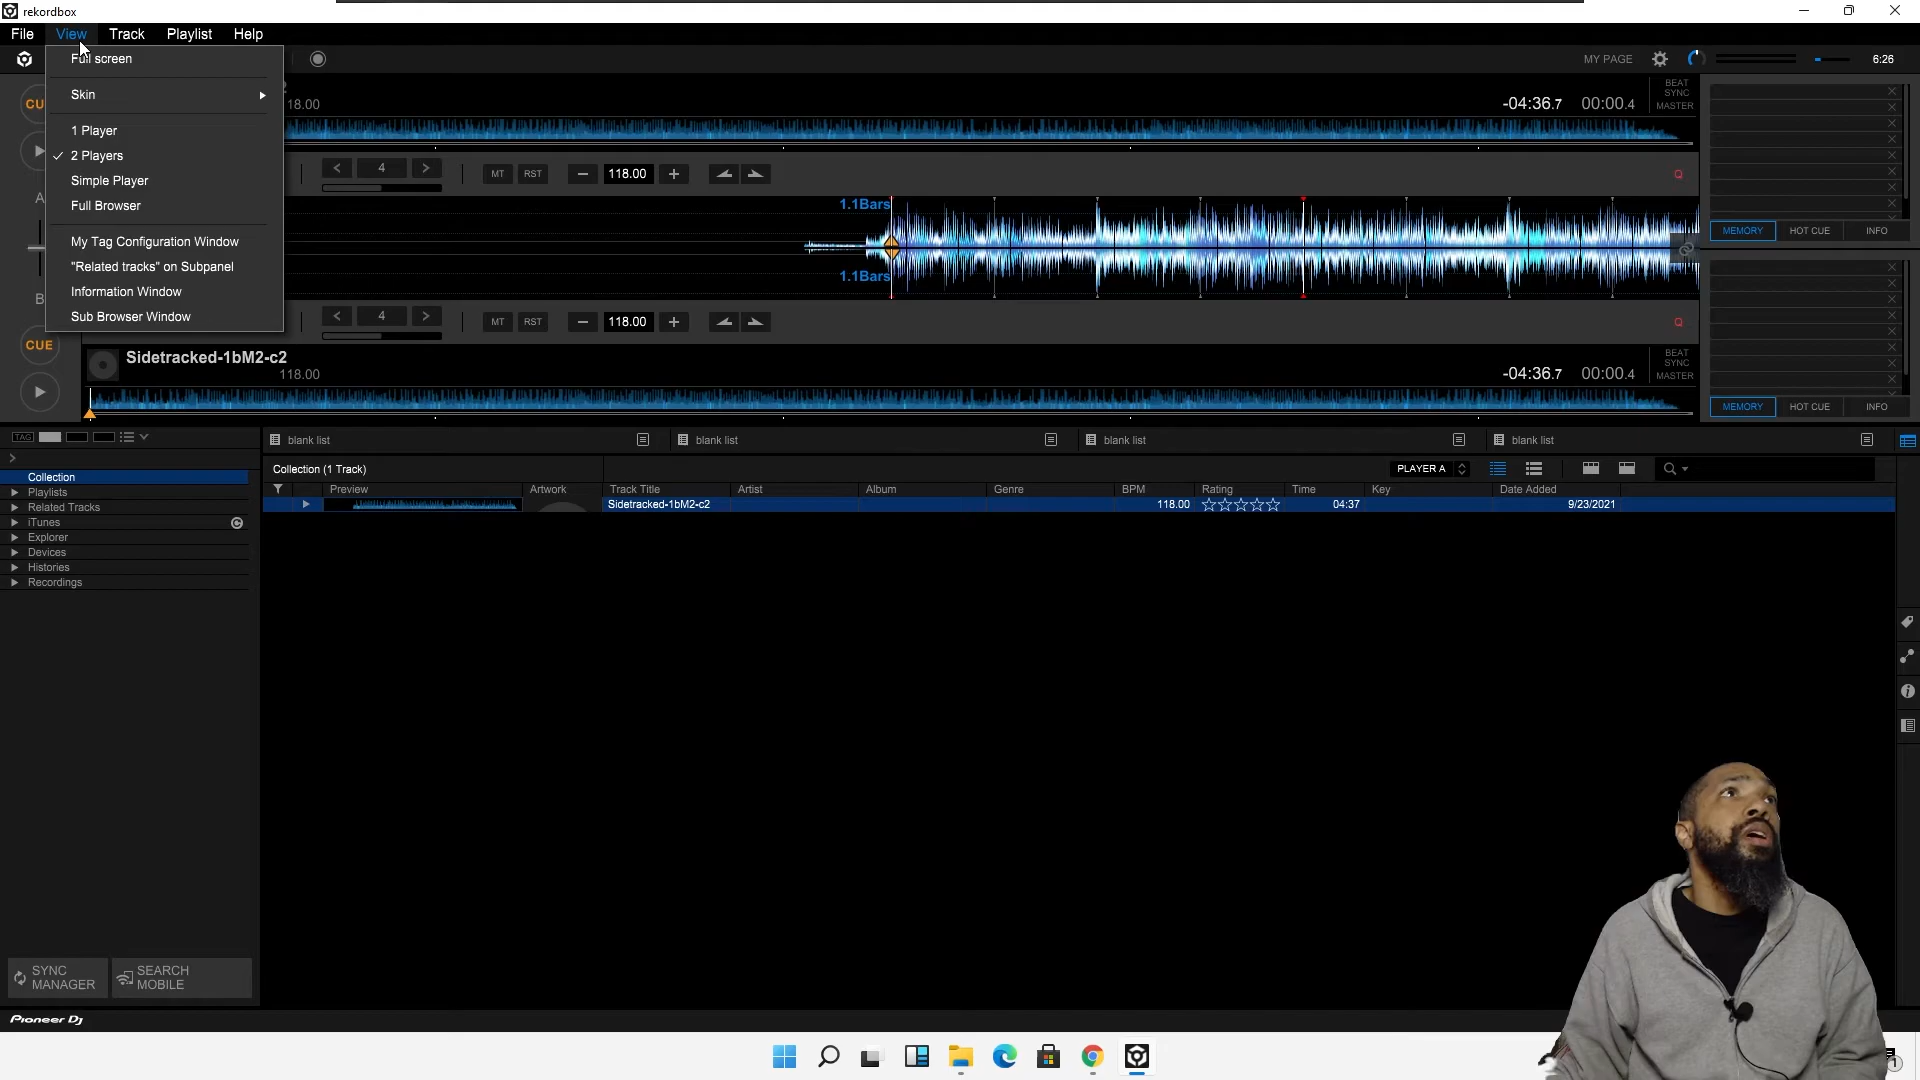 rekordbox
File View Track Playlist Help
Full screen
Skin
1 Player
2 Players
Simple Player
Full Browser
My Tag Configuration Window
"Related tracks" on Subpanel
Information Window
Sub Browser Window
MY PAGE 6:26
18.00 -04:36.7 00:00.4
BEAT
SYNC
MASTER
4 MT RST 118.00 Q
1.1Bars
1.1Bars
MEMORY HOT CUE INFO
4 MT RST 118.00 Q
CUE
Sidetracked-1bM2-c2
118.00 -04:36.7 00:00.4
BEAT
SYNC
MASTER
MEMORY HOT CUE INFO
TAG
blank list blank list blank list blank list
Collection (1 Track) PLAYER A
Preview Artwork Track Title Artist Album Genre BPM Rating Time Key Date Added
Sidetracked-1bM2-c2 118.00 04:37 9/23/2021
Collection
Playlists
Related Tracks
iTunes
Explorer
Devices
Histories
Recordings
SYNC
MANAGER
SEARCH
MOBILE
Pioneer Dj
1